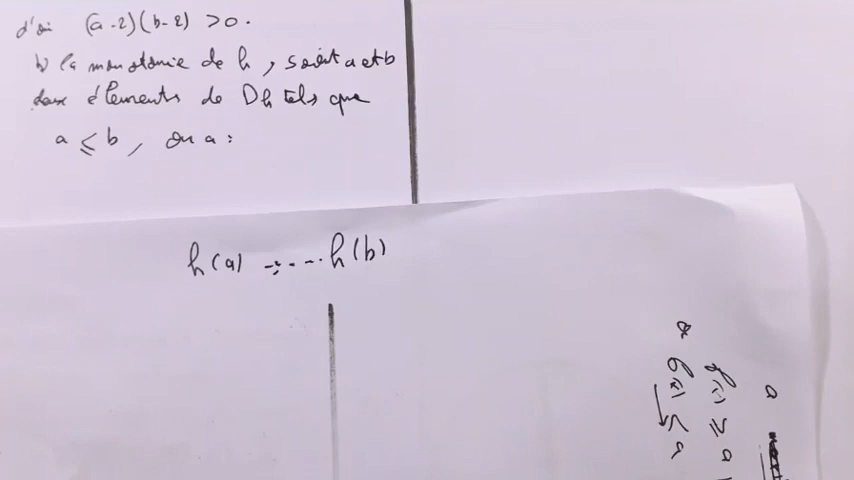 d'où (a-2)(b-2) >0.
b) la monotonie de h, soient a et b
deux éléments de Dh tels que
a ≤ b, on a:
h(a) ..... h(b)
a
f(x) ≥ a
f(x) ≤ a